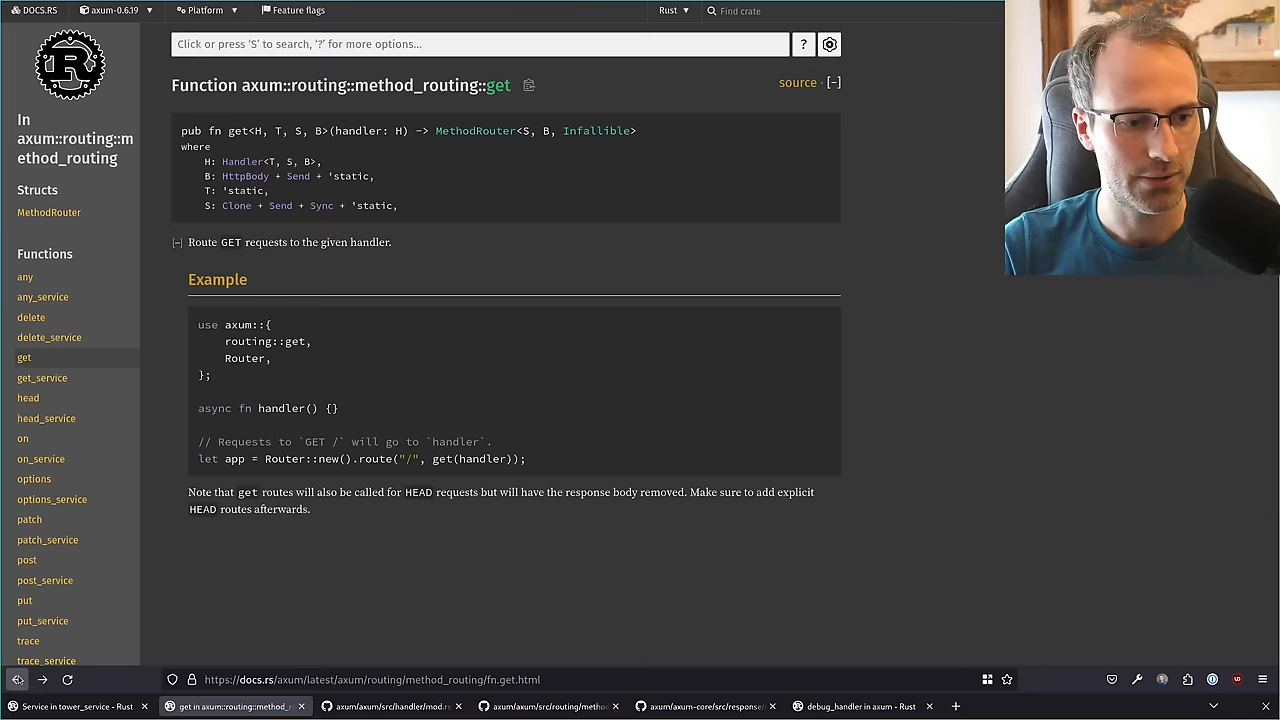 DOCS.RS axum-0.6.19 Platform Feature flags Rust Find crate
Click or press ‘S’ to search, ‘?’ for more options… ?
In
axum::routing::m
ethod_routing
Structs
MethodRouter
Functions
any
any_service
delete
delete_service
get
get_service
head
head_service
on
on_service
options
options_service
patch
patch_service
post
post_service
put
put_service
trace
trace_service
Function axum::routing::method_routing::get
source · [−]
pub fn get<H, T, S, B>(handler: H) -> MethodRouter<S, B, Infallible>
where
H: Handler<T, S, B>,
B: HttpBody + Send + 'static,
T: 'static,
S: Clone + Send + Sync + 'static,
[−] Route GET requests to the given handler.
Example
use axum::{
routing::get,
Router,
};
async fn handler() {}
// Requests to `GET /` will go to `handler`.
let app = Router::new().route("/", get(handler));
Note that get routes will also be called for HEAD requests but will have the response body removed. Make sure to add explicit
HEAD routes afterwards.
https://docs.rs/axum/latest/axum/routing/method_routing/fn.get.html
Service in tower_service - Rust get in axum::routing::method_r axum/axum/src/handler/mod.rs axum/axum/src/routing/method axum/axum-core/src/response/ debug_handler in axum - Rust